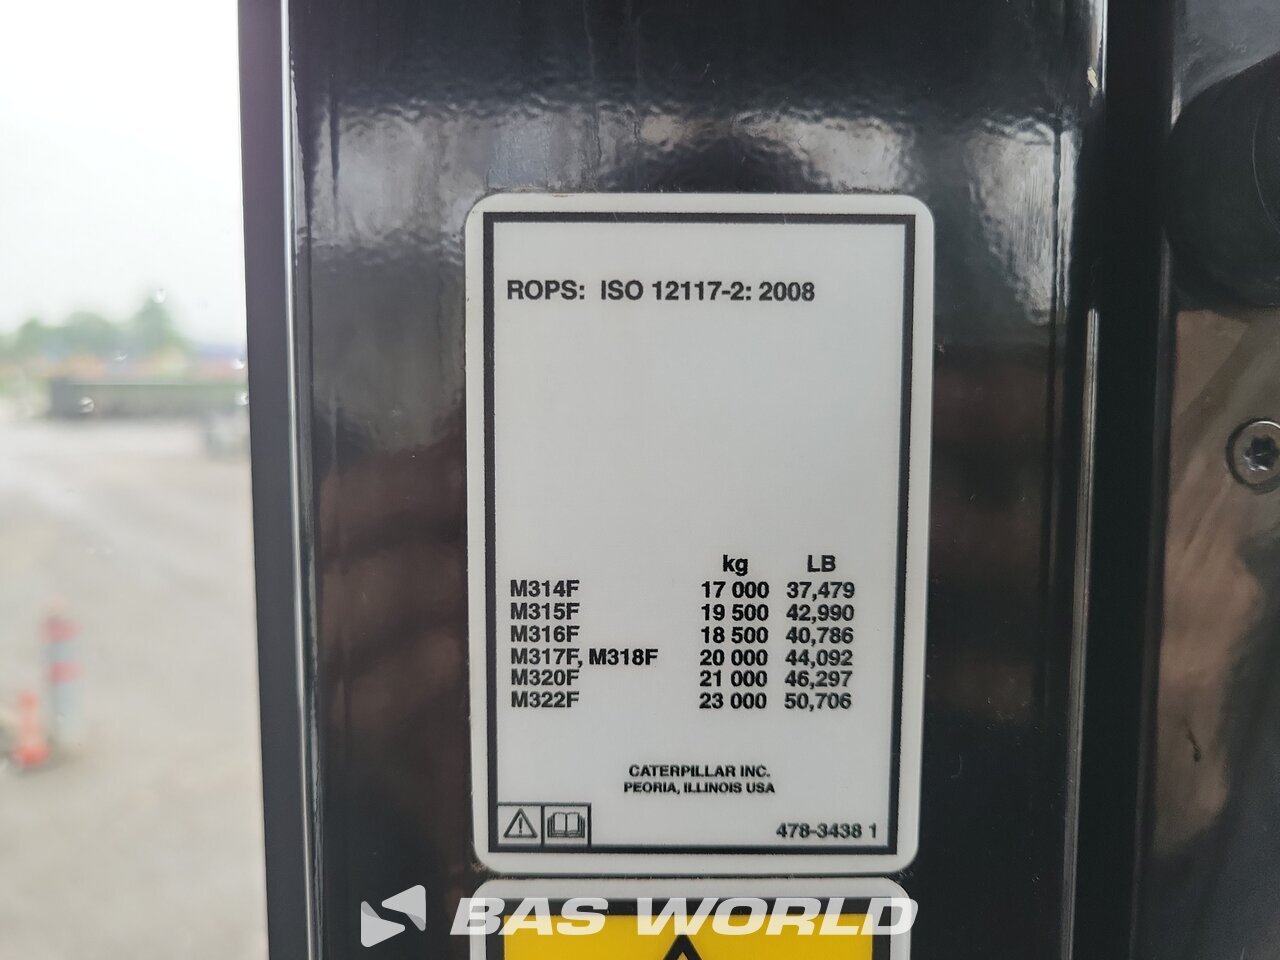 ROPS: ISO 12117-2: 2008
kg LB
M314F 17 000 37,479
M315F 19 500 42,990
M316F 18 500 40,786
M317F, M318F 20 000 44,092
M320F 21 000 46,297
M322F 23 000 50,706
CATERPILLAR INC.
PEORIA, ILLINOIS USA
478-3438 1
BAS WORLD